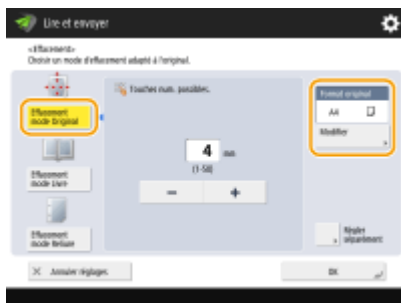 Lire et envoyer
<Effacement>
Choisir un mode d'effacement adapté à l'original.
Effacement
mode Original
Effacement
mode Livre
Effacement
mode Reliure
Touches num. possibles.
4 mm
(1-50)
− +
Format original
A4
Modifier
Régler
séparément
Annuler réglages
OK